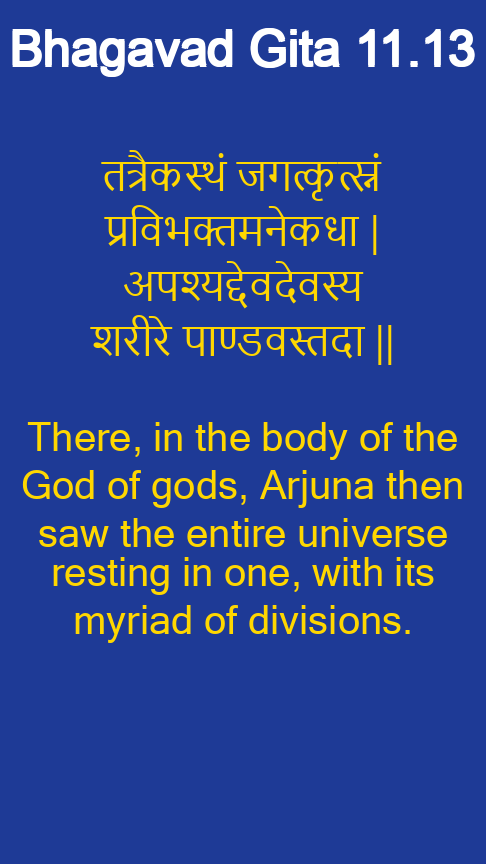 Bhagavad Gita 11.13
तत्रैकस्थं जगत्कृत्स्नं
प्रविभक्तमनेकधा |
अपश्यद्देवदेवस्य
शरीरे पाण्डवस्तदा ||
There, in the body of the
God of gods, Arjuna then
saw the entire universe
resting in one, with its
myriad of divisions.